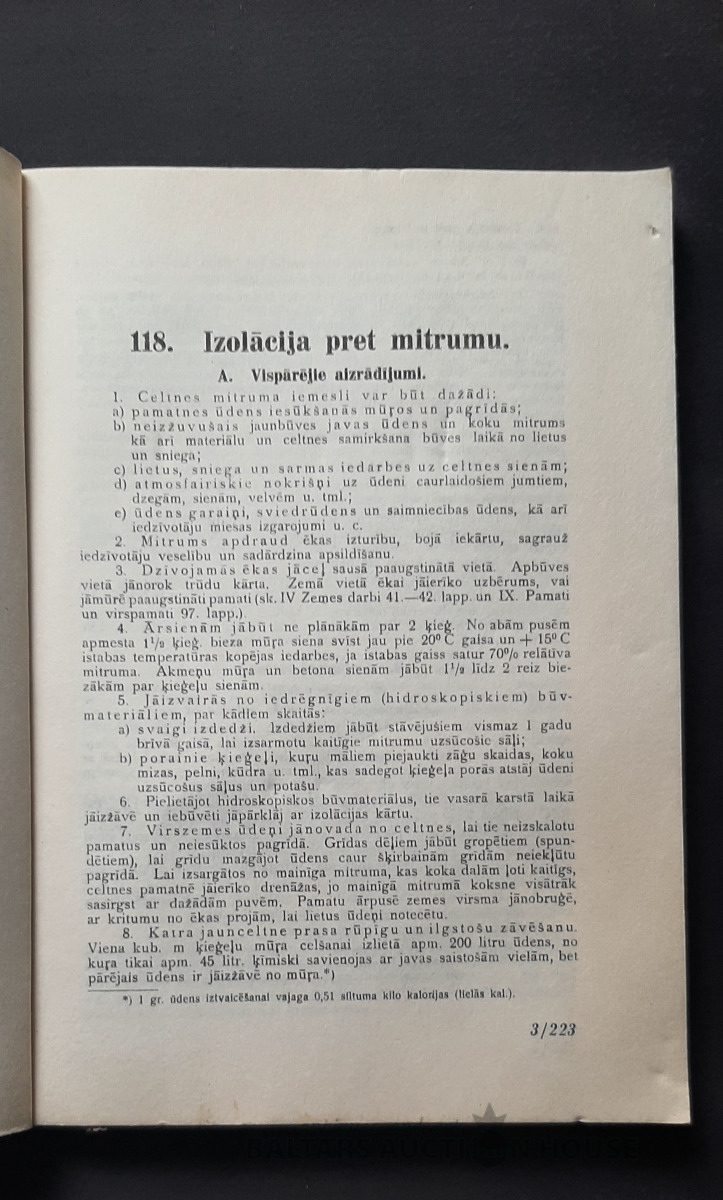 118. Izolācija pret mitrumu.
A. Vispārējie aizrādījumi.
1. Celtnes mitruma iemesli var būt dažādi:
a) pamatnes ūdens iesūkšanās mūros un pagrīdās;
b) neizžuvušais jaunbūves javas ūdens un koku mitrums
kā arī materiālu un celtnes samirkšana būves laikā no lietus
un sniega;
c) lietus, sniega un sarmas iedarbes uz celtnes sienām;
d) atmosfairiskie nokrišņi uz ūdeni caurlaidošiem jumtiem,
dzegām, sienām, velvēm u. tml.;
e) ūdens garaiņi, sviedrūdens un saimniecības ūdens, kā arī
iedzīvotāju miesas izgarojumi u. c.
2. Mitrums apdraud ēkas izturību, bojā iekārtu, sagrauž
iedzīvotāju veselību un sadārdzina apsildīšanu.
3. Dzīvojamās ēkas jāceļ sausā paaugstinātā vietā. Apbūves
vietā jānorok trūdu kārta. Zemā vietā ēkai jāierīko uzbērums, vai
jāmūrē paaugstināti pamati (sk. IV Zemes darbi 41.—42. lapp. un IX. Pamati
un virspamati 97. lapp.).
4. Ārsienām jābūt ne plānākām par 2 ķieģ. No abām pusēm
apmesta 1½ ķieģ. bieza mūŗa siena svīst jau pie 20° C gaisa un + 15° C
istabas temperatūras kopējas iedarbes, ja istabas gaiss satur 70% relātīva
mitruma. Akmeņu mūŗa un betona sienām jābūt 1½ līdz 2 reiz bie-
zākām par ķieģeļu sienām.
5. Jāizvairās no iedrēgnīgiem (hidroskopiskiem) būv-
materiāliem, par kādiem skaitās:
a) svaigi izdedži. Izdedžiem jābūt stāvējušiem vismaz 1 gadu
brīvā gaisā, lai izsarmotu kaitīgie mitrumu uzsūcošie sāļi;
b) porainie ķieģeļi, kuŗu māliem piejaukti zāģu skaidas, koku
mizas, pelni, kūdra u. tml., kas sadegot ķieģeļa porās atstāj ūdeni
uzsūcošus sāļus un potašu.
6. Pielietājot hidroskopiskos būvmateriālus, tie vasarā karstā laikā
jāizžāvē un iebūvēti jāpārklāj ar izolācijas kārtu.
7. Virszemes ūdeņi jānovada no celtnes, lai tie neizskalotu
pamatus un neiesūktos pagrīdā. Grīdas dēļiem jābūt gropētiem (spun-
dētiem), lai grīdu mazgājot ūdens caur šķirbainām grīdām neiekļūtu
pagrīdā. Lai izsargātos no mainīga mitruma, kas koka daļām ļoti kaitīgs,
celtnes pamatnē jāierīko drenāžas, jo mainīgā mitrumā koksne visātrāk
sasirgst ar dažādām puvēm. Pamatu ārpusē zemes virsma jānobruģē,
ar kritumu no ēkas projām, lai lietus ūdeņi notecētu.
8. Katra jaunceltne prasa rūpīgu un ilgstošu zāvēšanu.
Viena kub. m ķieģeļu mūŗa celšanai izlietā apm. 200 litru ūdens, no
kuŗa tikai apm. 45 litr. ķīmiski savienojas ar javas saistošām vielām, bet
pārējais ūdens ir jāizžāvē no mūŗa.*)
*) 1 gr. ūdens iztvaicēšanai vajaga 0,51 siltuma kilo kalorijas (lielās kal.).
3/223
BALTARS AUCTION HOUSE